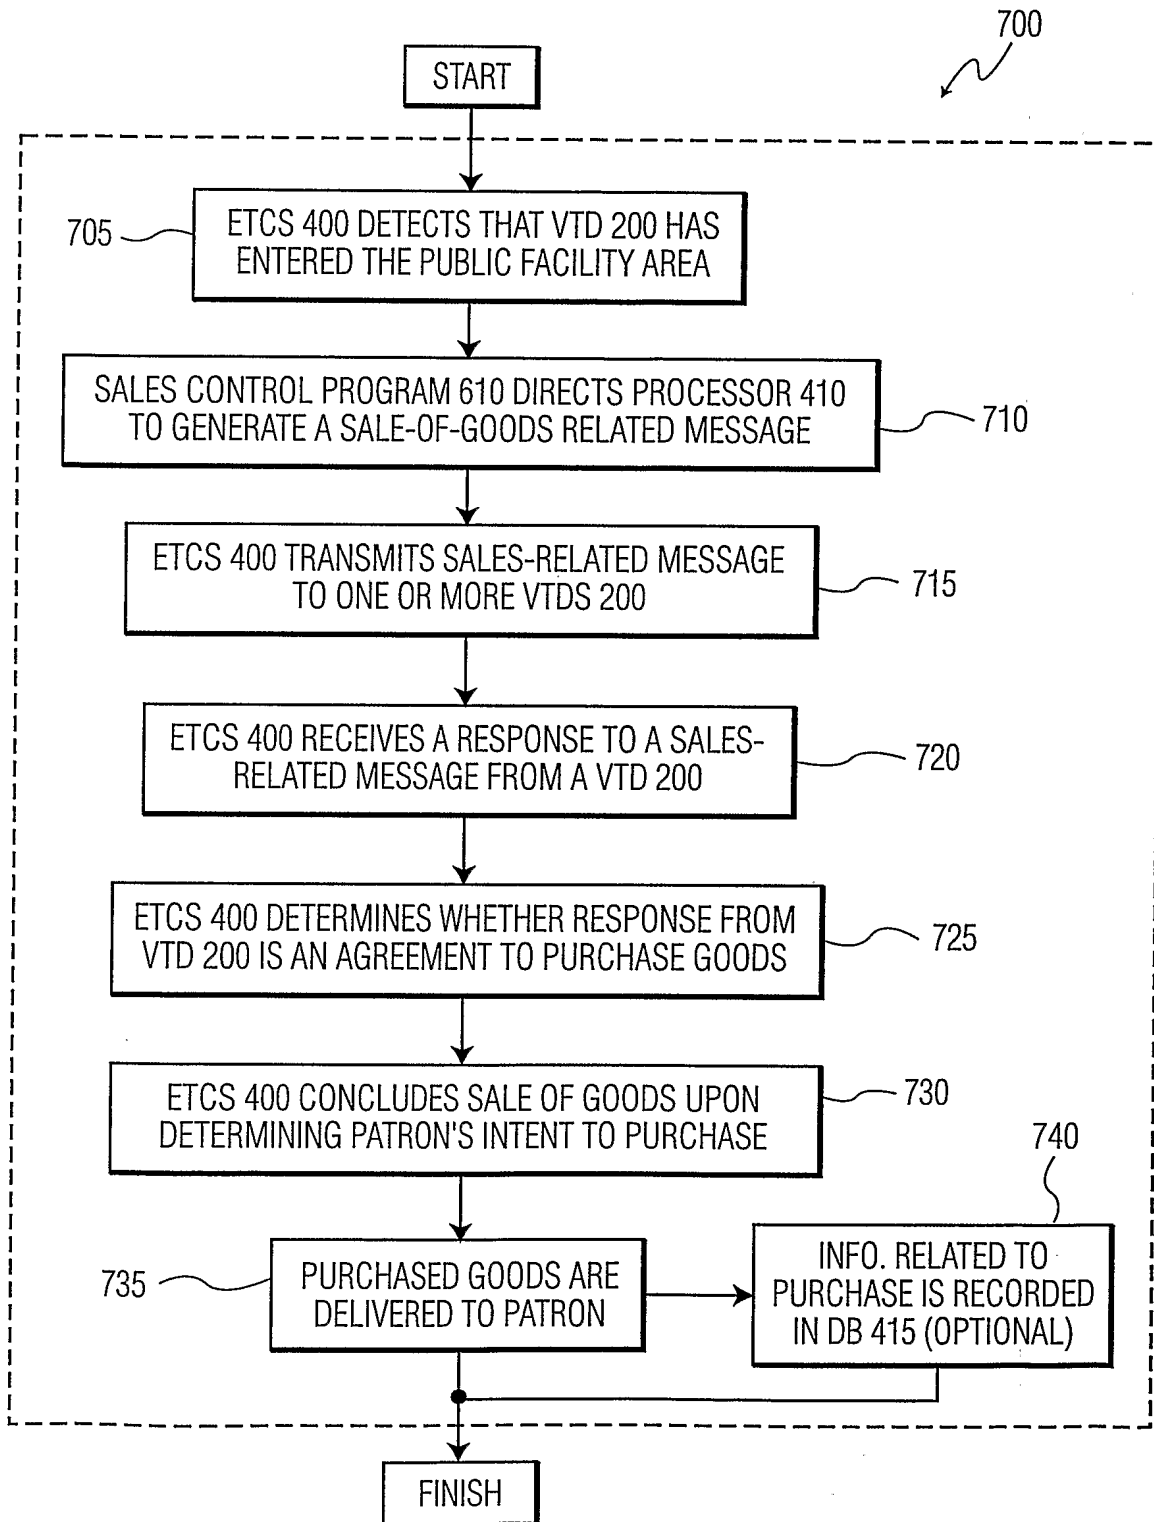 700
START
705
ETCS 400 DETECTS THAT VTD 200 HAS
ENTERED THE PUBLIC FACILITY AREA
SALES CONTROL PROGRAM 610 DIRECTS PROCESSOR 410
TO GENERATE A SALE-OF-GOODS RELATED MESSAGE
710
ETCS 400 TRANSMITS SALES-RELATED MESSAGE
TO ONE OR MORE VTDS 200
715
ETCS 400 RECEIVES A RESPONSE TO A SALES-
RELATED MESSAGE FROM A VTD 200
720
ETCS 400 DETERMINES WHETHER RESPONSE FROM
VTD 200 IS AN AGREEMENT TO PURCHASE GOODS
725
ETCS 400 CONCLUDES SALE OF GOODS UPON
DETERMINING PATRON'S INTENT TO PURCHASE
730
735
PURCHASED GOODS ARE
DELIVERED TO PATRON
740
INFO. RELATED TO
PURCHASE IS RECORDED
IN DB 415 (OPTIONAL)
FINISH